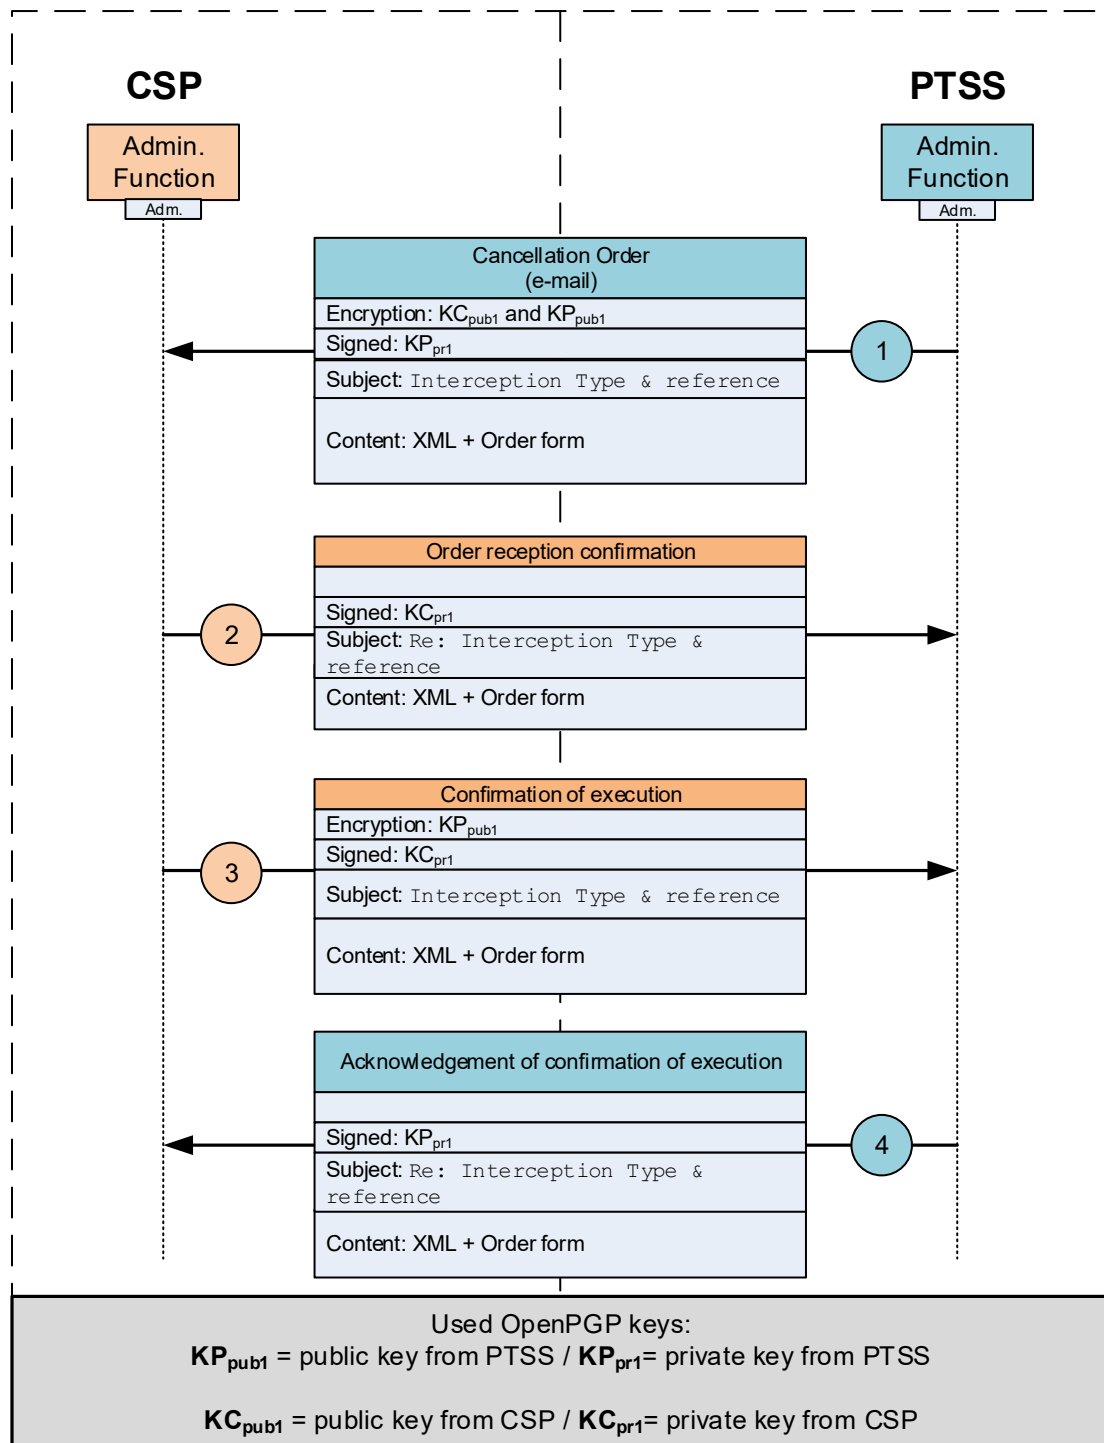 CSP
PTSS
Admin.
Function
Adm.
Admin.
Function
Adm.
Cancellation Order
(e-mail)
Encryption: KCpub1 and KPpub1
Signed: KPpr1
1
Subject: Interception Type & reference
Content: XML + Order form
Order reception confirmation
Signed: KCpr1
2
Subject: Re: Interception Type &
reference
Content: XML + Order form
Confirmation of execution
Encryption: KPpub1
Signed: KCpr1
3
Subject: Interception Type & reference
Content: XML + Order form
Acknowledgement of confirmation of execution
Signed: KPpr1
4
Subject: Re: Interception Type &
reference
Content: XML + Order form
Used OpenPGP keys:
KPpub1 = public key from PTSS / KPpr1= private key from PTSS
KCpub1 = public key from CSP / KCpr1= private key from CSP